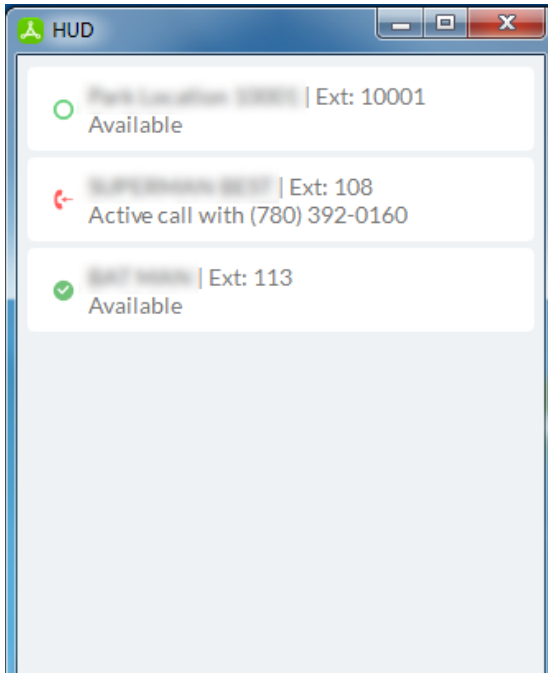 HUD
| Ext: 10001
Available
| Ext: 108
Active call with (780) 392-0160
| Ext: 113
Available